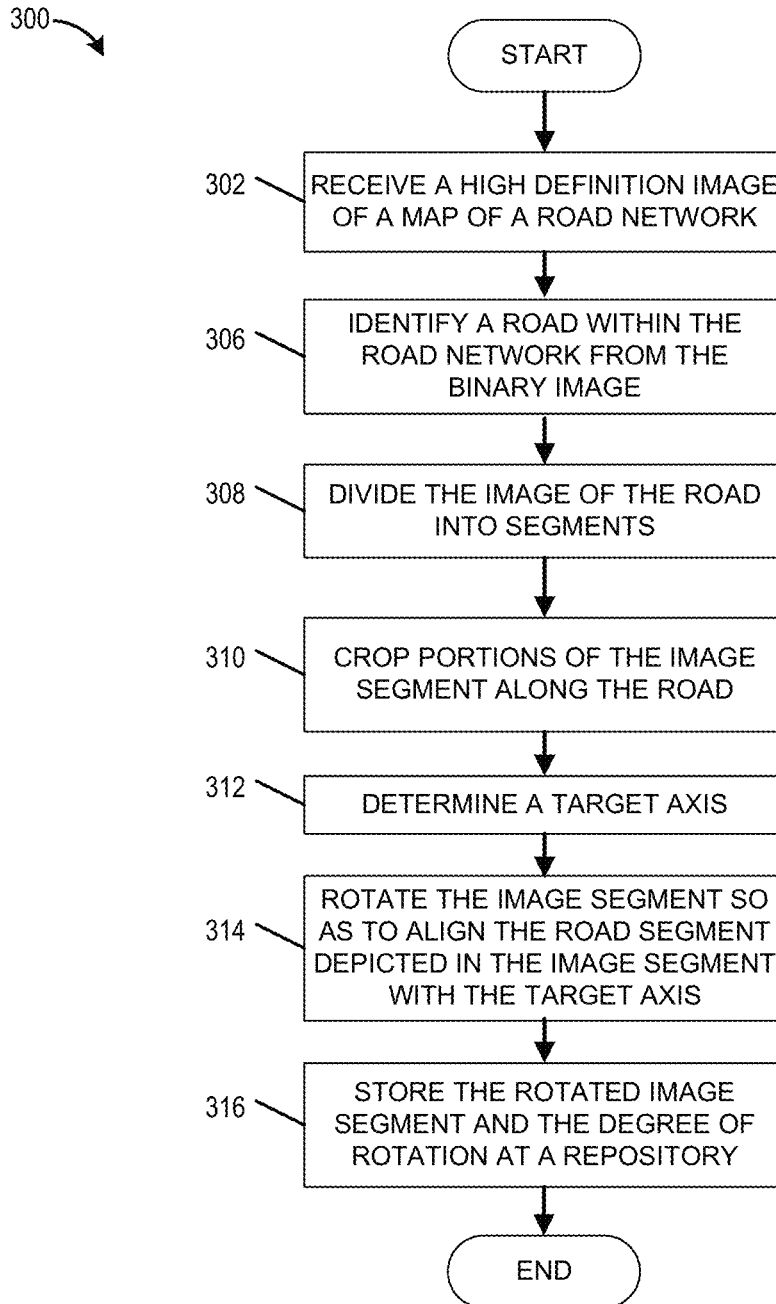 300
START
302
RECEIVE A HIGH DEFINITION IMAGE
OF A MAP OF A ROAD NETWORK
306
IDENTIFY A ROAD WITHIN THE
ROAD NETWORK FROM THE
BINARY IMAGE
308
DIVIDE THE IMAGE OF THE ROAD
INTO SEGMENTS
310
CROP PORTIONS OF THE IMAGE
SEGMENT ALONG THE ROAD
312
DETERMINE A TARGET AXIS
314
ROTATE THE IMAGE SEGMENT SO
AS TO ALIGN THE ROAD SEGMENT
DEPICTED IN THE IMAGE SEGMENT
WITH THE TARGET AXIS
316
STORE THE ROTATED IMAGE
SEGMENT AND THE DEGREE OF
ROTATION AT A REPOSITORY
END